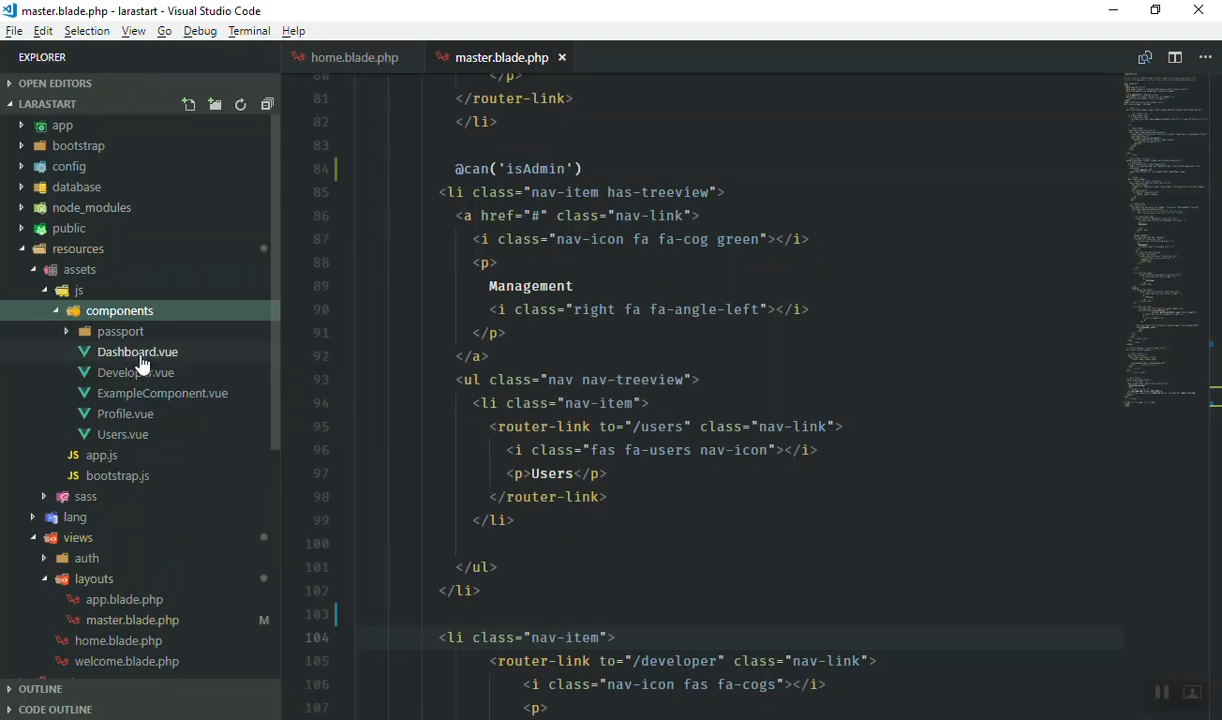 master.blade.php - larastart - Visual Studio Code
File Edit Selection View Go Debug Terminal Help
EXPLORER
OPEN EDITORS
LARASTART
app
bootstrap
config
database
node_modules
public
resources
assets
js
components
passport
Dashboard.vue
Developer.vue
ExampleComponent.vue
Profile.vue
Users.vue
JS app.js
JS bootstrap.js
sass
lang
views
auth
layouts
app.blade.php
master.blade.php M
home.blade.php
welcome.blade.php
OUTLINE
CODE OUTLINE
home.blade.php master.blade.php
80 </p>
81 </router-link>
82 </li>
83
84 @can('isAdmin')
85 <li class="nav-item has-treeview">
86 <a href="#" class="nav-link">
87 <i class="nav-icon fa fa-cog green"></i>
88 <p>
89 Management
90 <i class="right fa fa-angle-left"></i>
91 </p>
92 </a>
93 <ul class="nav nav-treeview">
94 <li class="nav-item">
95 <router-link to="/users" class="nav-link">
96 <i class="fas fa-users nav-icon"></i>
97 <p>Users</p>
98 </router-link>
99 </li>
100
101 </ul>
102 </li>
103
104 <li class="nav-item">
105 <router-link to="/developer" class="nav-link">
106 <i class="nav-icon fas fa-cogs"></i>
107 <p>